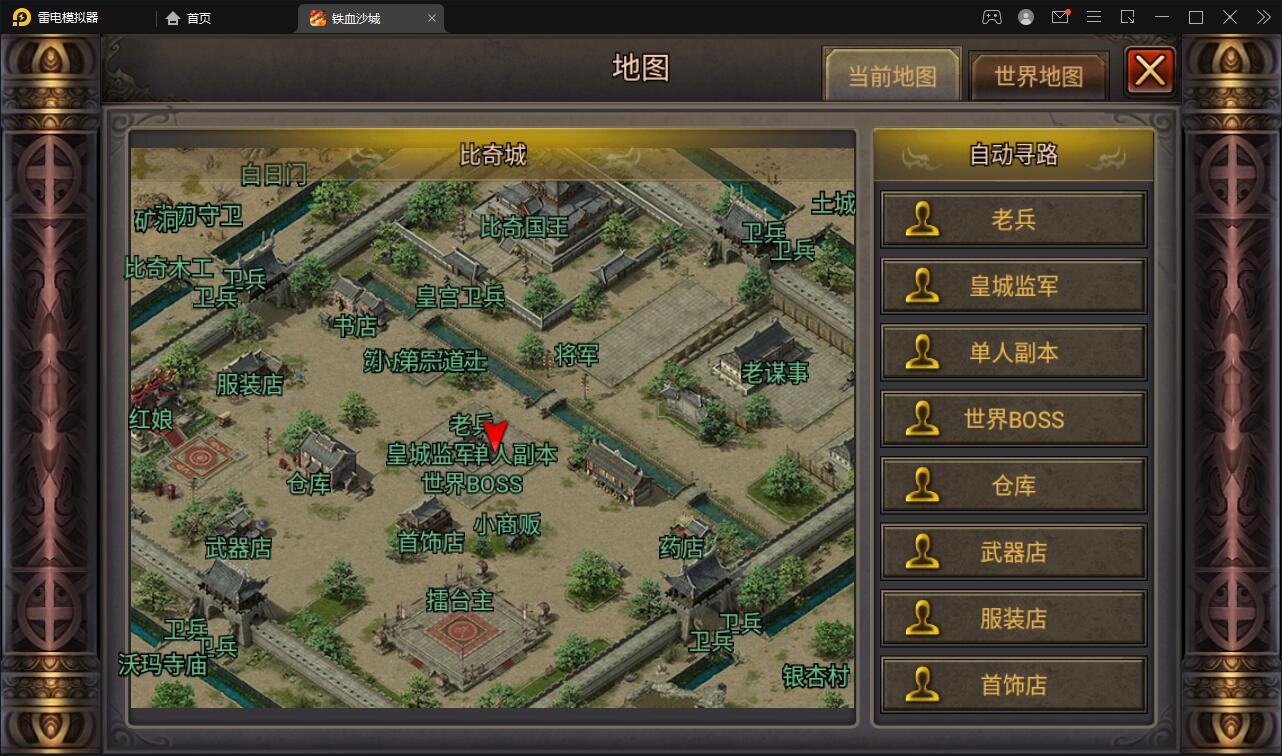 雷电模拟器
首页
铁血沙城
地图
当前地图
世界地图
比奇城
自动寻路
白日门
矿洞
守卫
土城
比奇国王
卫兵
卫兵
比奇木工
卫兵
卫兵
皇宫卫兵
书店
将军
老谋事
服装店
红娘
老兵
皇城监军
单人副本
世界BOSS
仓库
小商贩
首饰店
武器店
药店
擂台主
卫兵
卫兵
卫兵
卫兵
沃玛寺庙
银杏村
老兵
皇城监军
单人副本
世界BOSS
仓库
武器店
服装店
首饰店